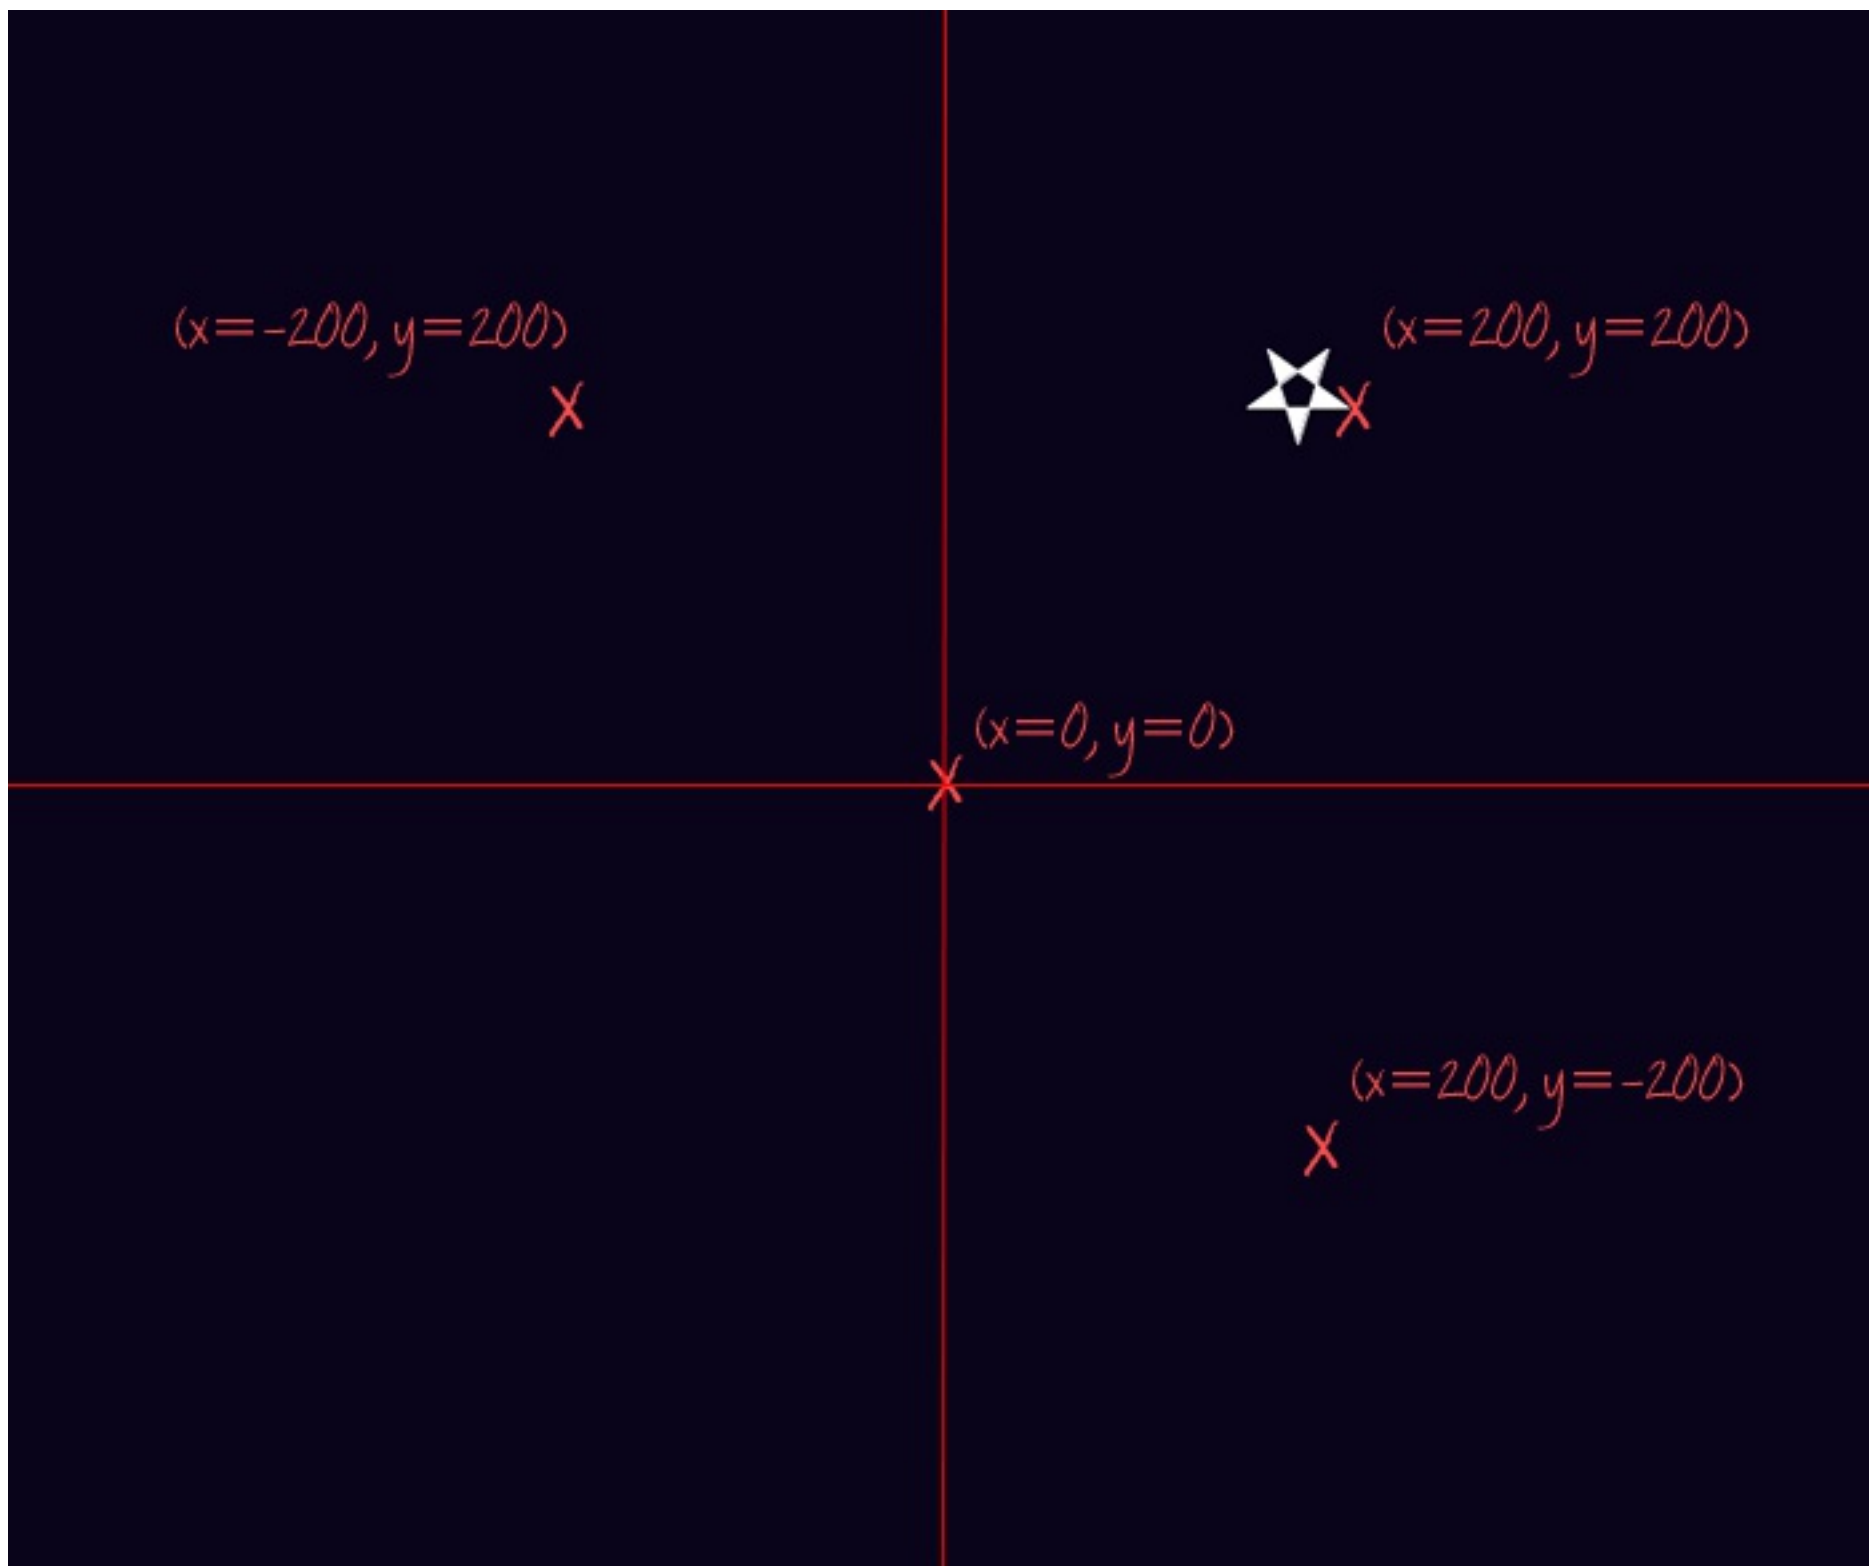 (x=-200, y=200)
(x=200, y=200)
X
X
(x=0, y=0)
X
(x=200, y=-200)
X